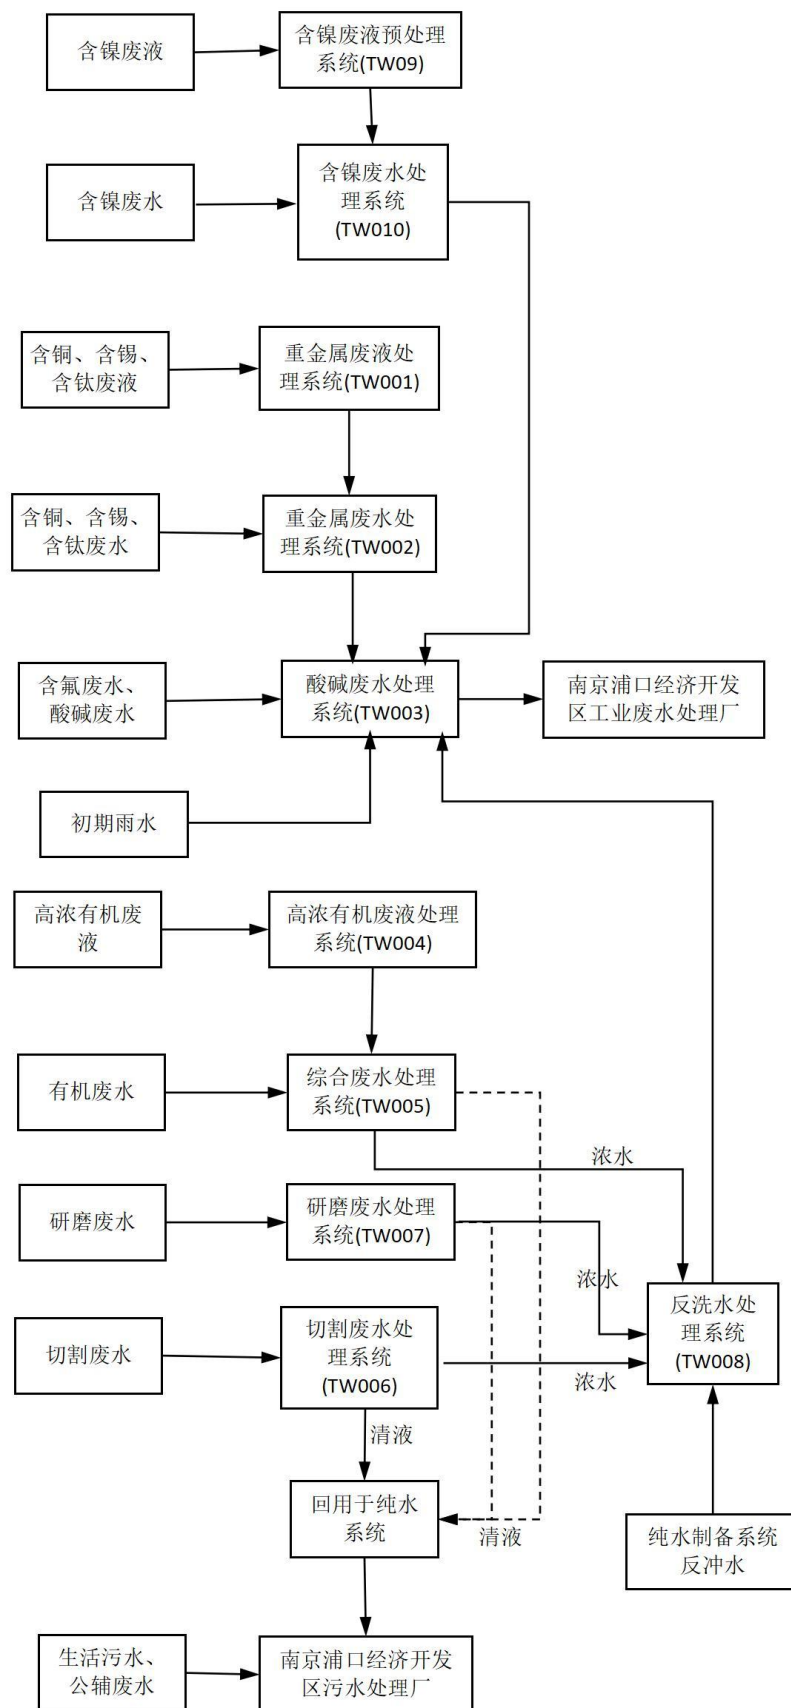 含镍废液
含镍废液预处理
系统(TW09)
含镍废水
含镍废水处
理系统
(TW010)
含铜、含锡、
含钛废液
重金属废液处
理系统(TW001)
含铜、含锡、
含钛废水
重金属废水处
理系统(TW002)
含氟废水、
酸碱废水
酸碱废水处理
系统(TW003)
南京浦口经济开发
区工业废水处理厂
初期雨水
高浓有机废
液
高浓有机废液处理
系统(TW004)
有机废水
综合废水处理
系统(TW005)
浓水
研磨废水
研磨废水处理
系统(TW007)
浓水
切割废水
切割废水处
理系统
(TW006)
浓水
反洗水处
理系统
(TW008)
清液
回用于纯水
系统
清液
纯水制备系统
反冲水
生活污水、
公辅废水
南京浦口经济开发
区污水处理厂